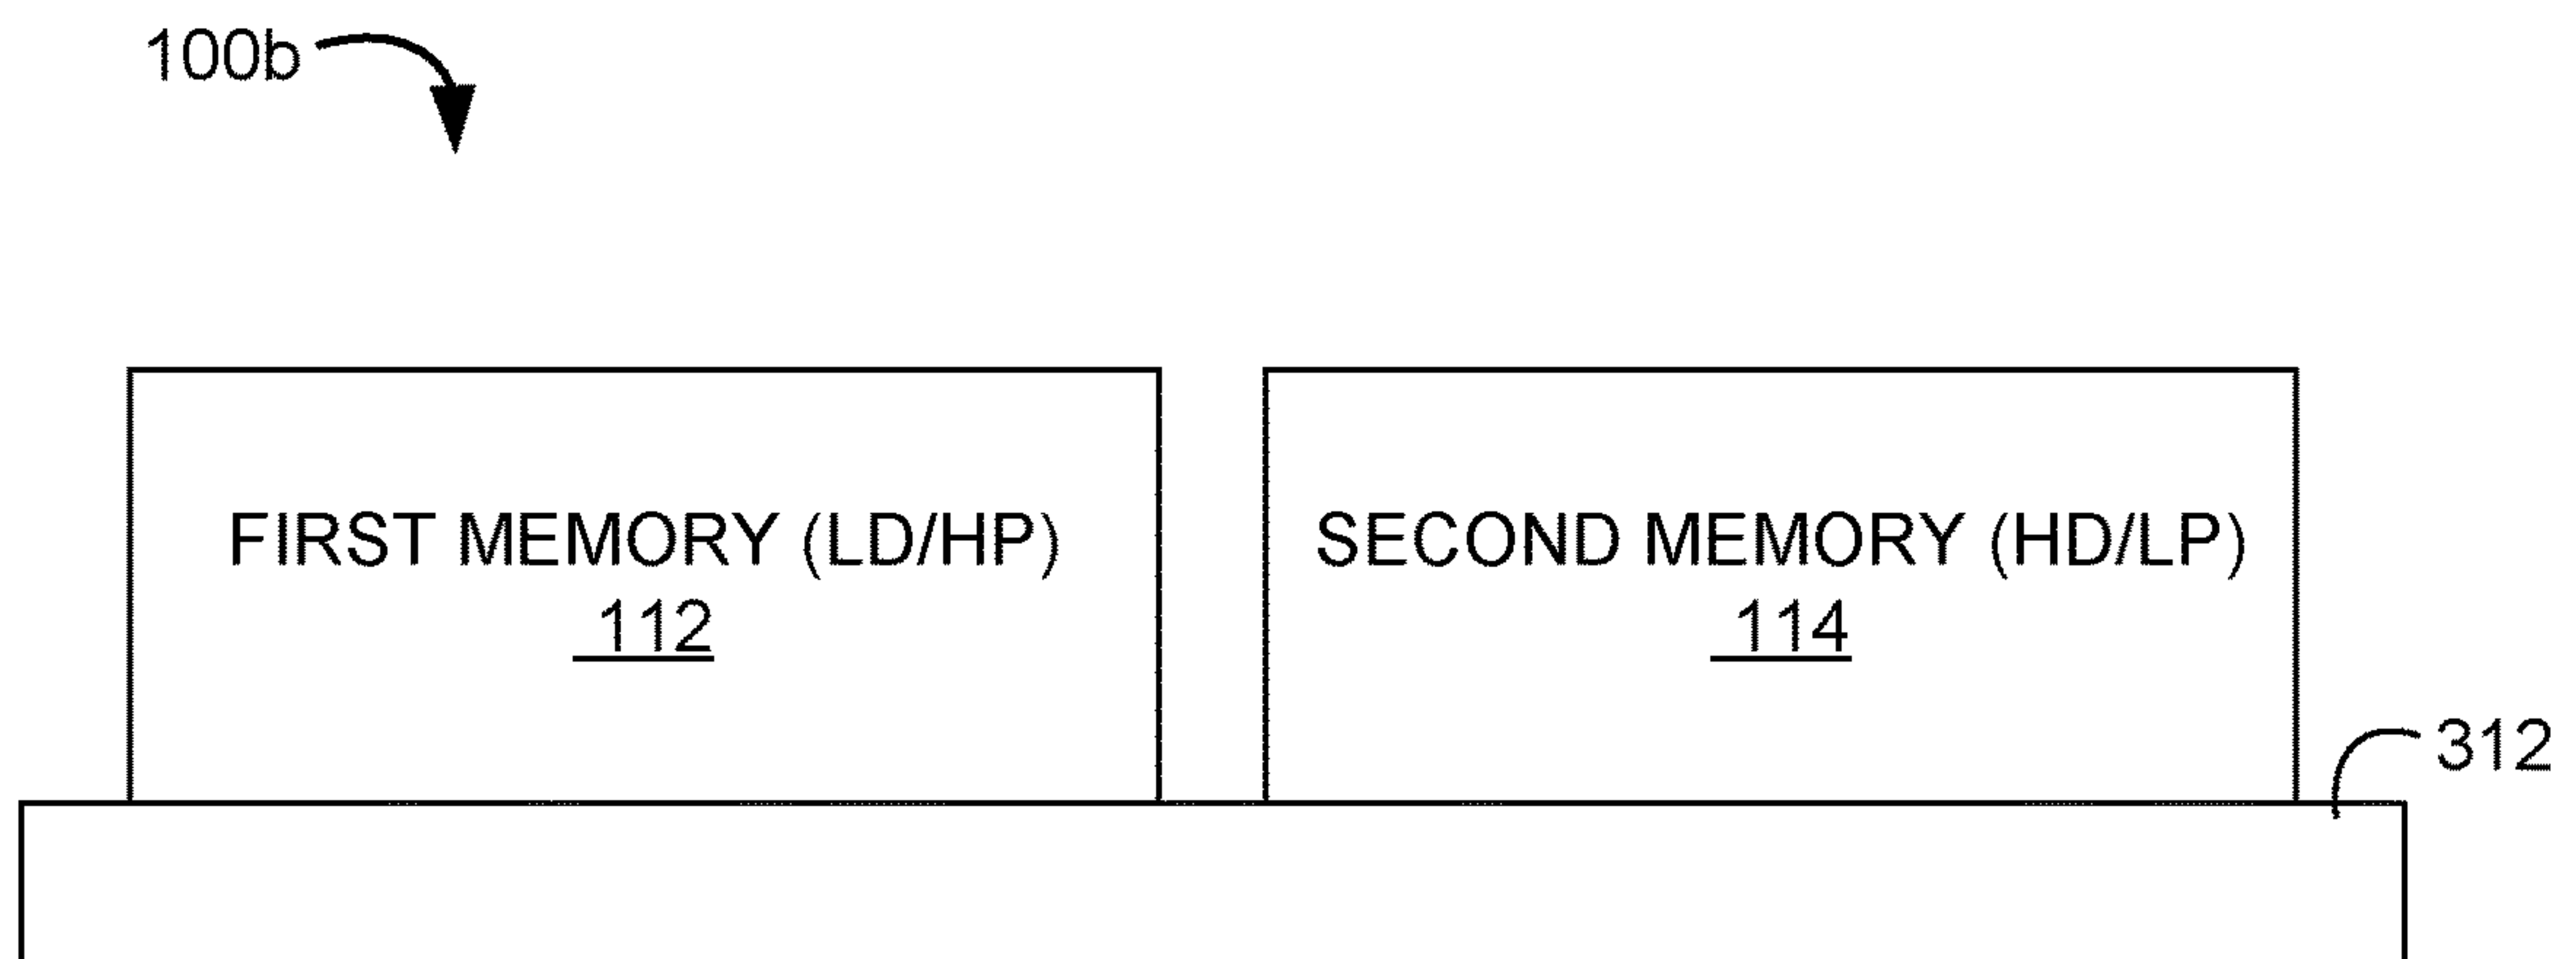 100b
FIRST MEMORY (LD/HP)
112
SECOND MEMORY (HD/LP)
114
312